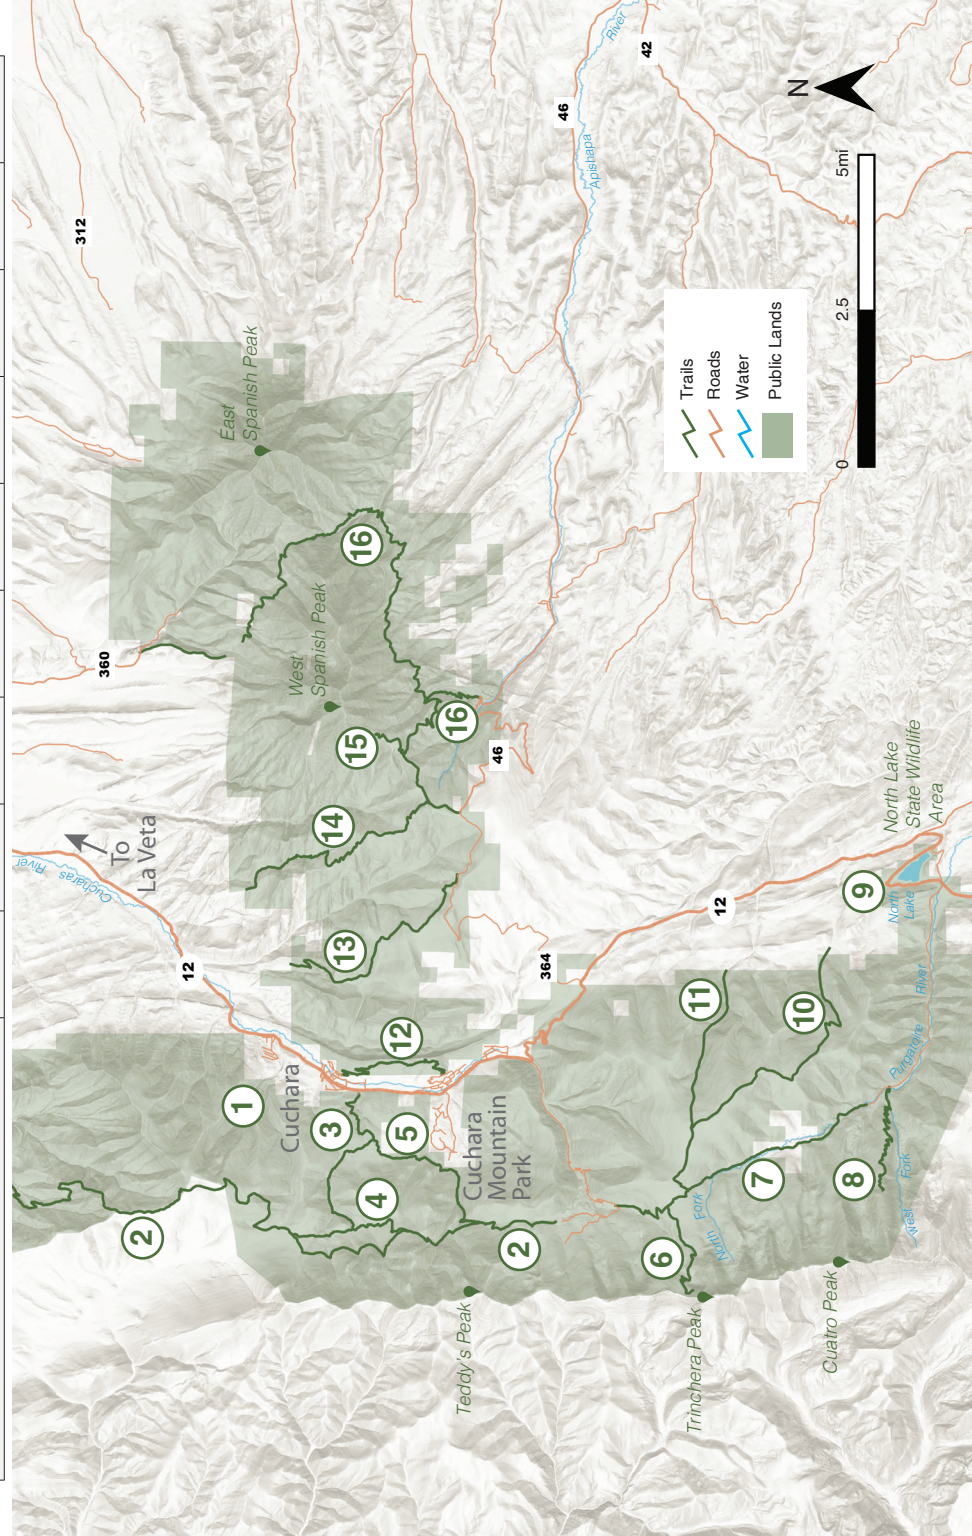 River
Cucharas
312
360
To
La Veta
2
12
East
Spanish Peak
1
Cuchara
West
Spanish Peak
3
14
13
15
16
4
12
5
Teddy's Peak
16
Cuchara
Mountain
Park
46
2
364
46
Apishapa
River
42
6
Trinchera Peak
North Fork
11
12
Trails
Roads
Water
Public Lands
7
N
10
Cuatro Peak
0
2.5
5mi
8
9
North Lake
State Wildlife
Area
North
Lake
West Fork
Purgatoire River